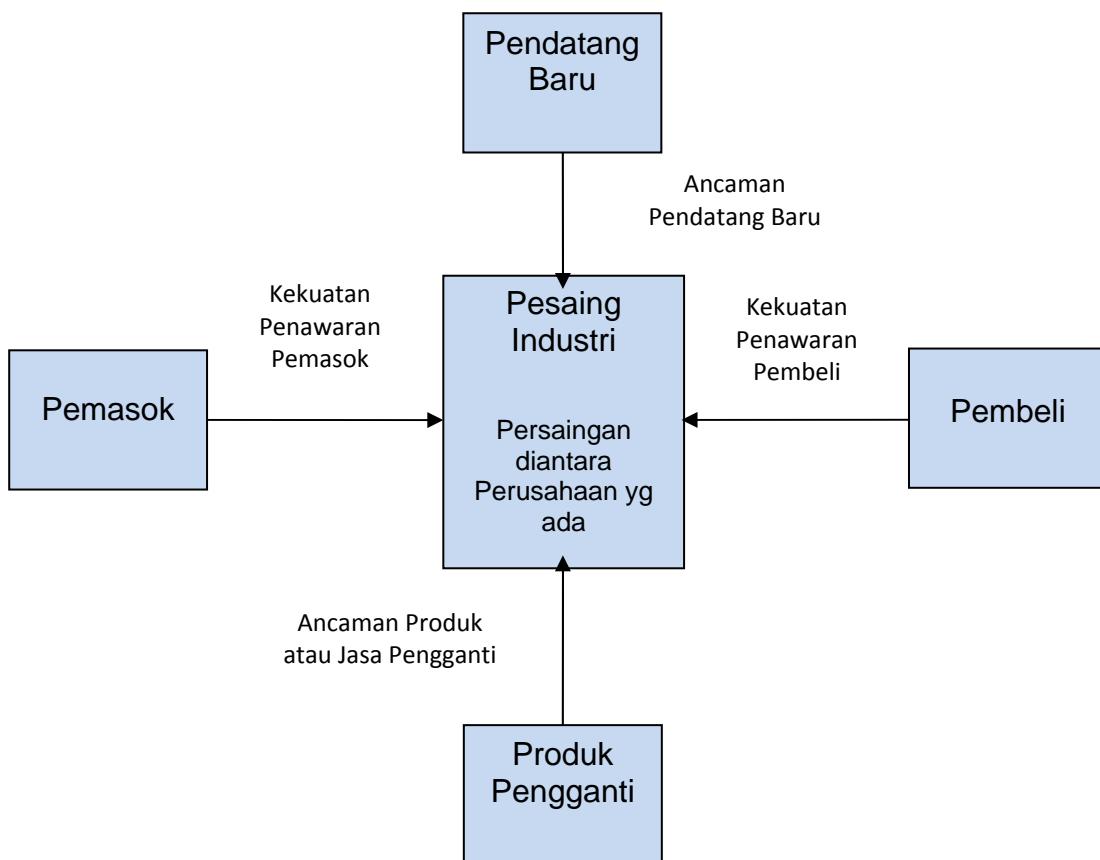 Pendatang
Baru
Ancaman
Pendatang Baru
Kekuatan
Penawaran
Pemasok
Pesaing
Industri
Kekuatan
Penawaran
Pembeli
Pemasok
Persaingan
diantara
Perusahaan yg
ada
Pembeli
Ancaman Produk
atau Jasa Pengganti
Produk
Pengganti